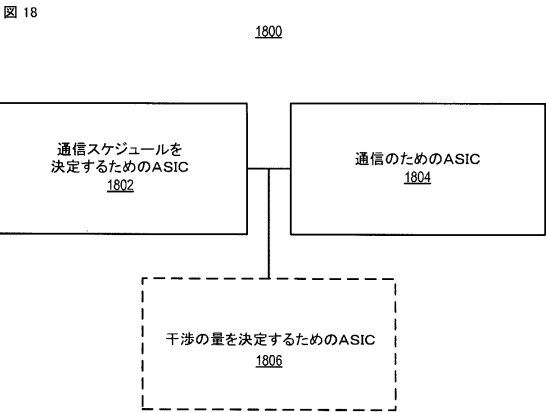 図 18
1800
通信スケジュールを
決定するためのASIC
1802
通信のためのASIC
1804
干渉の量を決定するためのASIC
1806